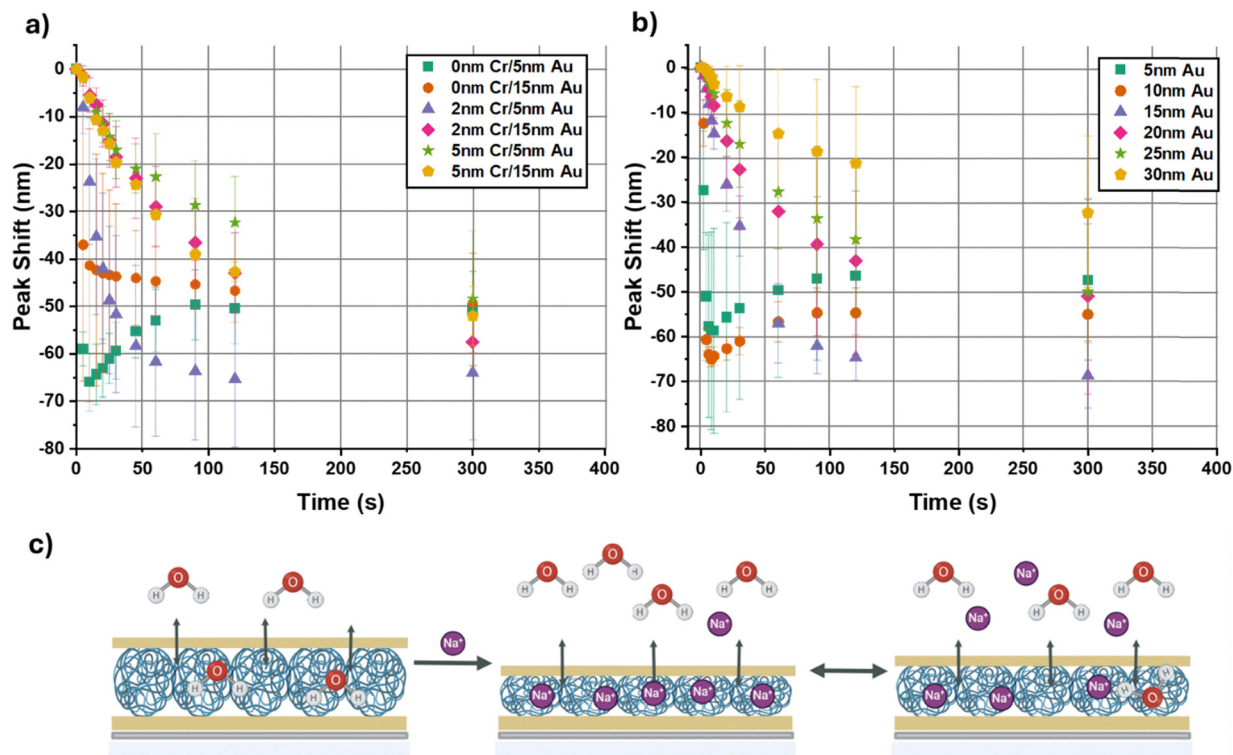 a)
0
-10
-20
-30
-40
-50
-60
-70
-80
Peak Shift (nm)
0nm Cr/5nm Au
0nm Cr/15nm Au
2nm Cr/5nm Au
2nm Cr/15nm Au
5nm Cr/5nm Au
5nm Cr/15nm Au
0 50 100 150 200 250 300 350 400
Time (s)
b)
0
-10
-20
-30
-40
-50
-60
-70
-80
Peak Shift (nm)
5nm Au
10nm Au
15nm Au
20nm Au
25nm Au
30nm Au
0 50 100 150 200 250 300 350 400
Time (s)
c)
O H H
O H H
O H H
O H H
Na⁺
O H H
O H H
O H H
O H H
Na⁺
Na⁺ Na⁺ Na⁺ Na⁺ Na⁺
O H H
Na⁺
O H H
O H H
Na⁺
Na⁺
Na⁺ Na⁺ Na⁺ H O H